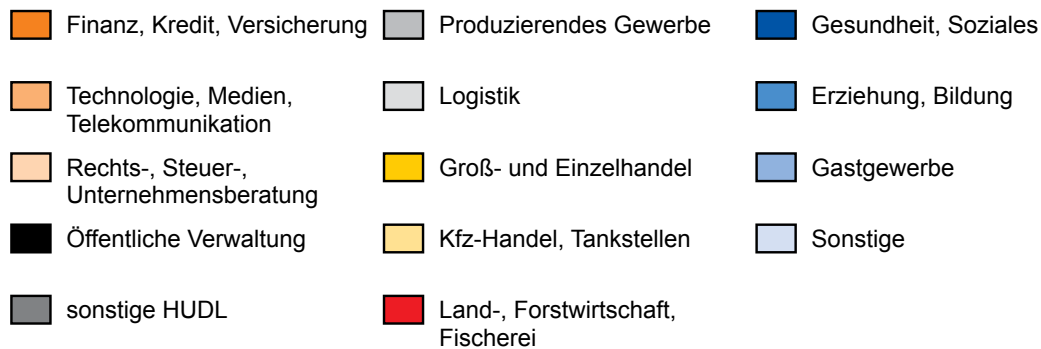 Finanz, Kredit, Versicherung
Technologie, Medien,
Telekommunikation
Rechts-, Steuer-,
Unternehmensberatung
Öffentliche Verwaltung
sonstige HUDL
Produzierendes Gewerbe
Logistik
Groß- und Einzelhandel
Kfz-Handel, Tankstellen
Land-, Forstwirtschaft,
Fischerei
Gesundheit, Soziales
Erziehung, Bildung
Gastgewerbe
Sonstige